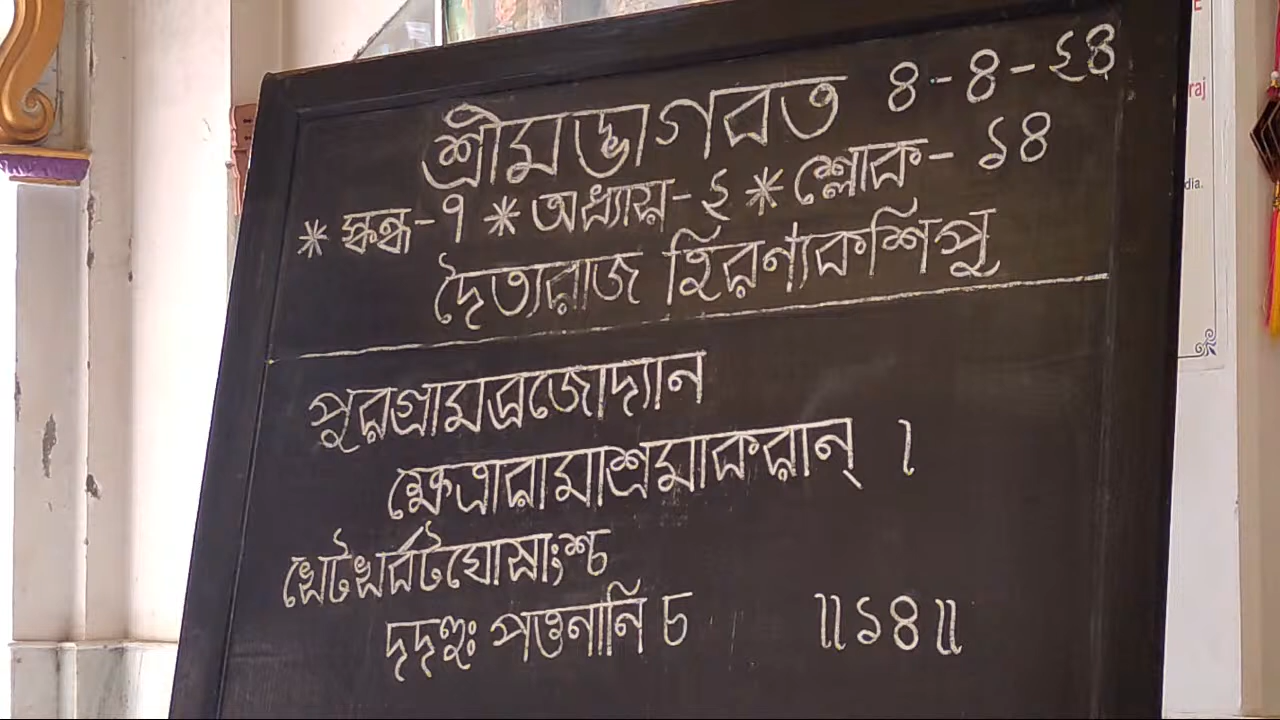 শ্রীমদ্ভাগবত ৪-৪-২৪
* স্কন্ধ-৭ * অধ্যায়-২ * শ্লোক- ১৪
দৈত্যরাজ হিরণ্যকশিপু
পুরগ্রামব্রজোদ্যান
ক্ষেত্রারামাশ্রমাকরান্ ।
খেটখর্বটঘোষাংশ্চ
দদহুঃ পত্তনানি চ ॥১৪॥